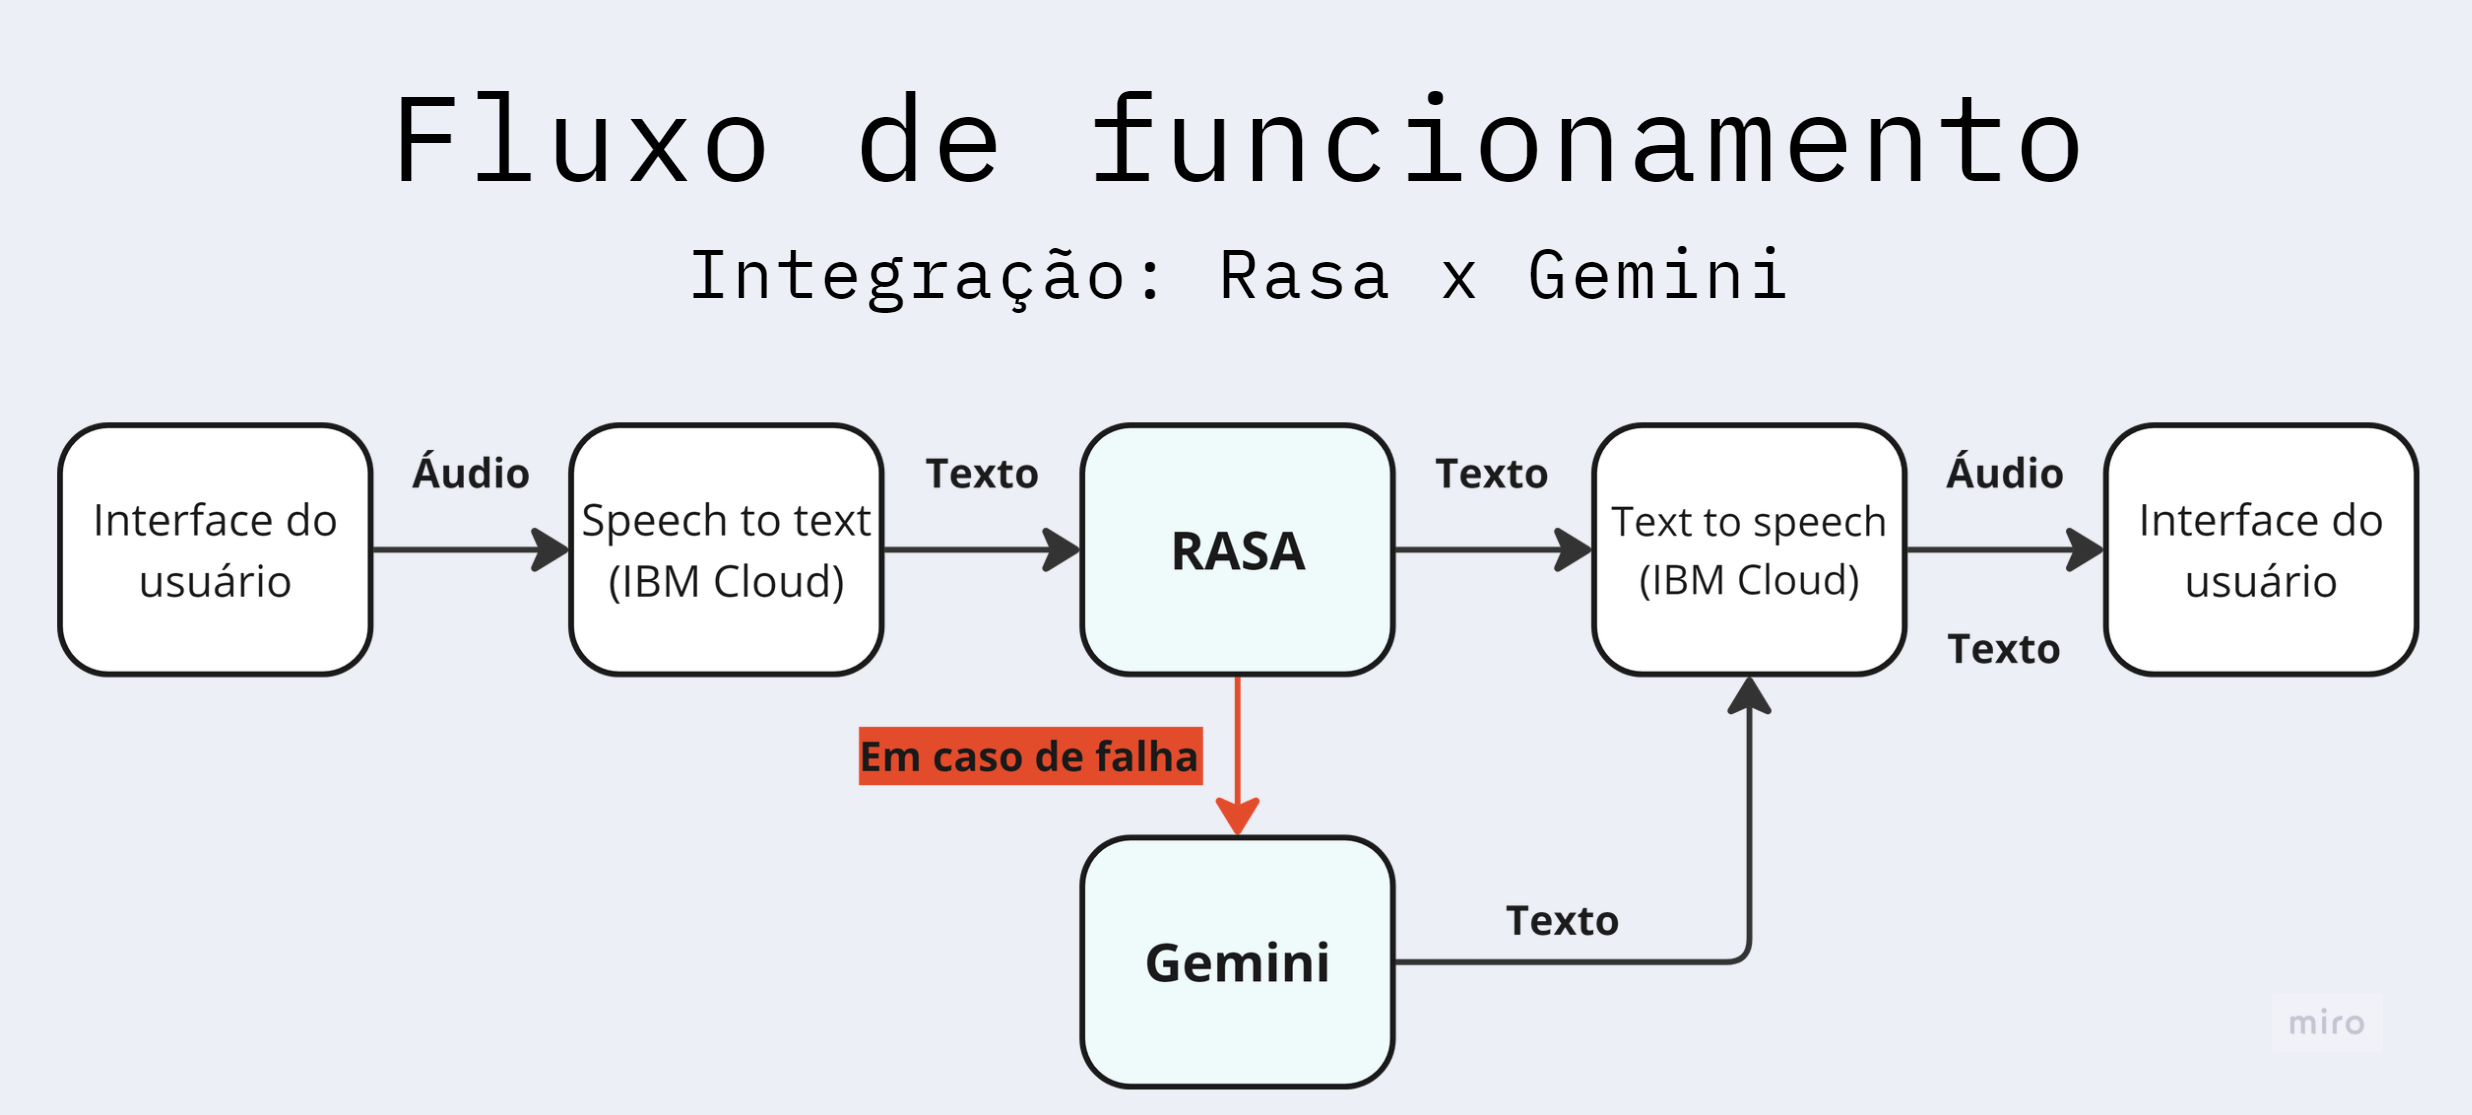 Fluxo de funcionamento
Integração: Rasa x Gemini
Interface do
usuário
Áudio
Speech to text
(IBM Cloud)
Texto
RASA
Texto
Text to speech
(IBM Cloud)
Áudio
Texto
Interface do
usuário
Em caso de falha
Gemini
Texto
miro